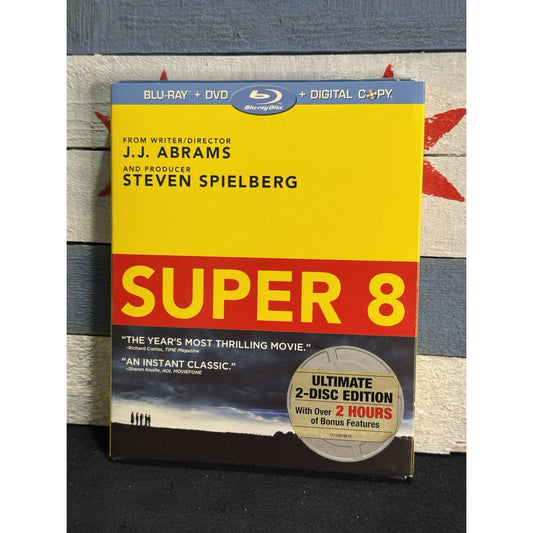 BLU-RAY™ + DVD Blu-ray Disc + DIGITAL COPY
FROM WRITER/DIRECTOR
J.J. ABRAMS
AND PRODUCER
STEVEN SPIELBERG
SUPER 8
"THE YEAR'S MOST THRILLING MOVIE."
–Richard Corliss, TIME Magazine
"AN INSTANT CLASSIC."
–Sharon Knolle, AOL MOVIEFONE
ULTIMATE
2-DISC EDITION
With Over 2 HOURS
of Bonus Features